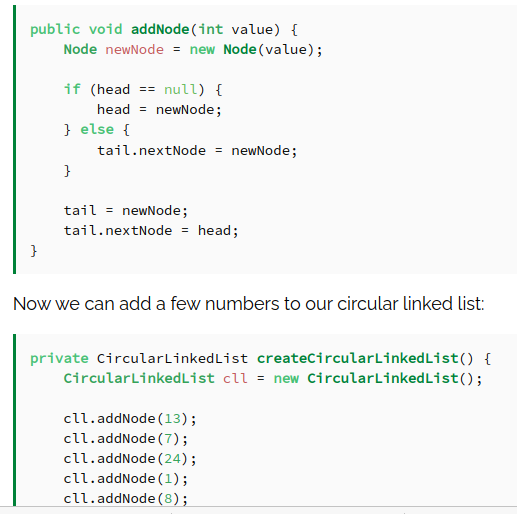 public void addNode(int value) {
    Node newNode = new Node(value);

    if (head == null) {
        head = newNode;
    } else {
        tail.nextNode = newNode;
    }

    tail = newNode;
    tail.nextNode = head;
}
Now we can add a few numbers to our circular linked list:
private CircularLinkedList createCircularLinkedList() {
    CircularLinkedList cll = new CircularLinkedList();

    cll.addNode(13);
    cll.addNode(7);
    cll.addNode(24);
    cll.addNode(1);
    cll.addNode(8);